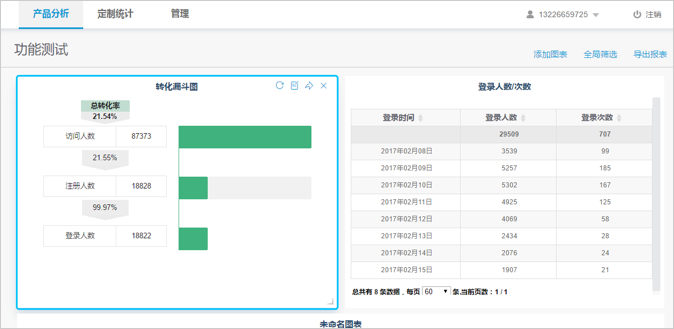 产品分析 定制统计 管理 13226659725 注销
功能测试 添加图表 全局筛选 导出报表
转化漏斗图
总转化率
21.54%
访问人数 87373
21.55%
注册人数 18828
99.97%
登录人数 18822
登录人数/次数
登录时间 登录人数 登录次数
29509 707
2017年02月08日 3539 99
2017年02月09日 5257 185
2017年02月10日 5302 167
2017年02月11日 4925 125
2017年02月12日 4069 58
2017年02月13日 2434 28
2017年02月14日 2076 24
2017年02月15日 1907 21
总共有 8 条数据，每页 60 条,当前页数：1 / 1
未命名图表